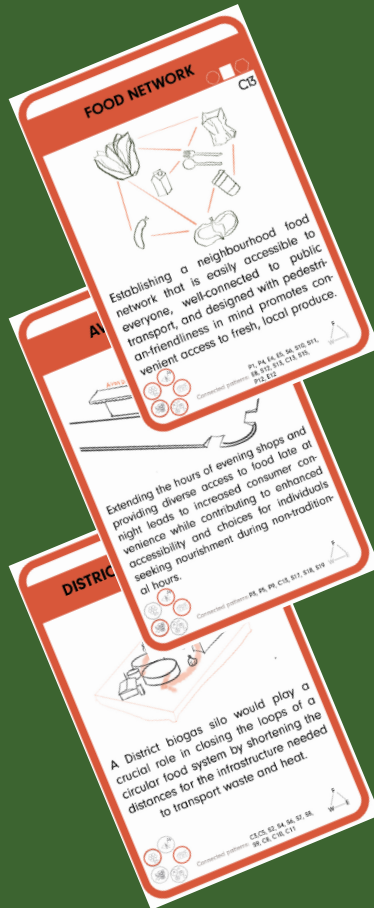 FOOD NETWORK
C13
Establishing a neighbourhood food
network that is easily accessible to
everyone, well-connected to public
transport, and designed with pedestri-
an-friendliness in mind promotes con-
venient access to fresh, local produce.
Connected patterns:
P1, P4, E4, E5, S6, S10, S11,
E8, S12, S13, C13, E15,
P12, E12
Extending the hours of evening shops and
providing diverse access to food late at
night leads to increased consumer con-
venience while contributing to enhanced
accessibility and choices for individuals
seeking nourishment during non-tradition-
al hours.
Connected patterns: P3, P5, P9, C13, S17, S18, S19
F
W
DISTRIC
A District biogas silo would play a
crucial role in closing the loops of a
circular food system by shortening the
distances for the infrastructure needed
to transport waste and heat.
Connected patterns:
C3,C5, S2, S4, S6, S7, S8,
S9, C8, C10, C11
F
W E